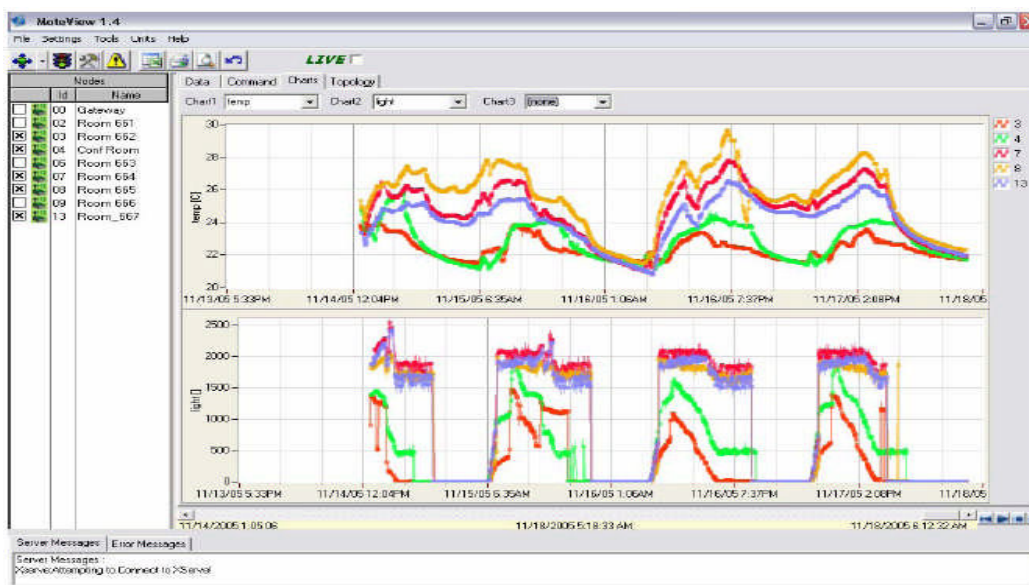 MoteView 1.4
File Settings Tools Units Help
LIVE
Nodes
Id Name
00 Gateway
02 Room 661
03 Room 662
04 Conf Room
05 Room 663
07 Room 664
08 Room 665
09 Room 666
13 Room_667
Data Command Charts Topology
Chart1 temp Chart2 light Chart3 (none)
30
28
26
24
22
20
temp [C]
11/13/05 5:33PM 11/14/05 12:04PM 11/15/05 6:35AM 11/16/05 1:06AM 11/16/05 7:37PM 11/17/05 2:08PM 11/18/05
3
4
7
8
13
2500
2000
1500
1000
500
0
light []
11/13/05 5:33PM 11/14/05 12:04PM 11/15/05 6:35AM 11/16/05 1:06AM 11/16/05 7:37PM 11/17/05 2:08PM 11/18/05
11/14/2005 1:05:06 11/18/2005 5:18:33 AM 11/18/2005 6:12:32 AM
Server Messages Error Messages
Server Messages :
Xserve:Attempting to Connect to XServe!